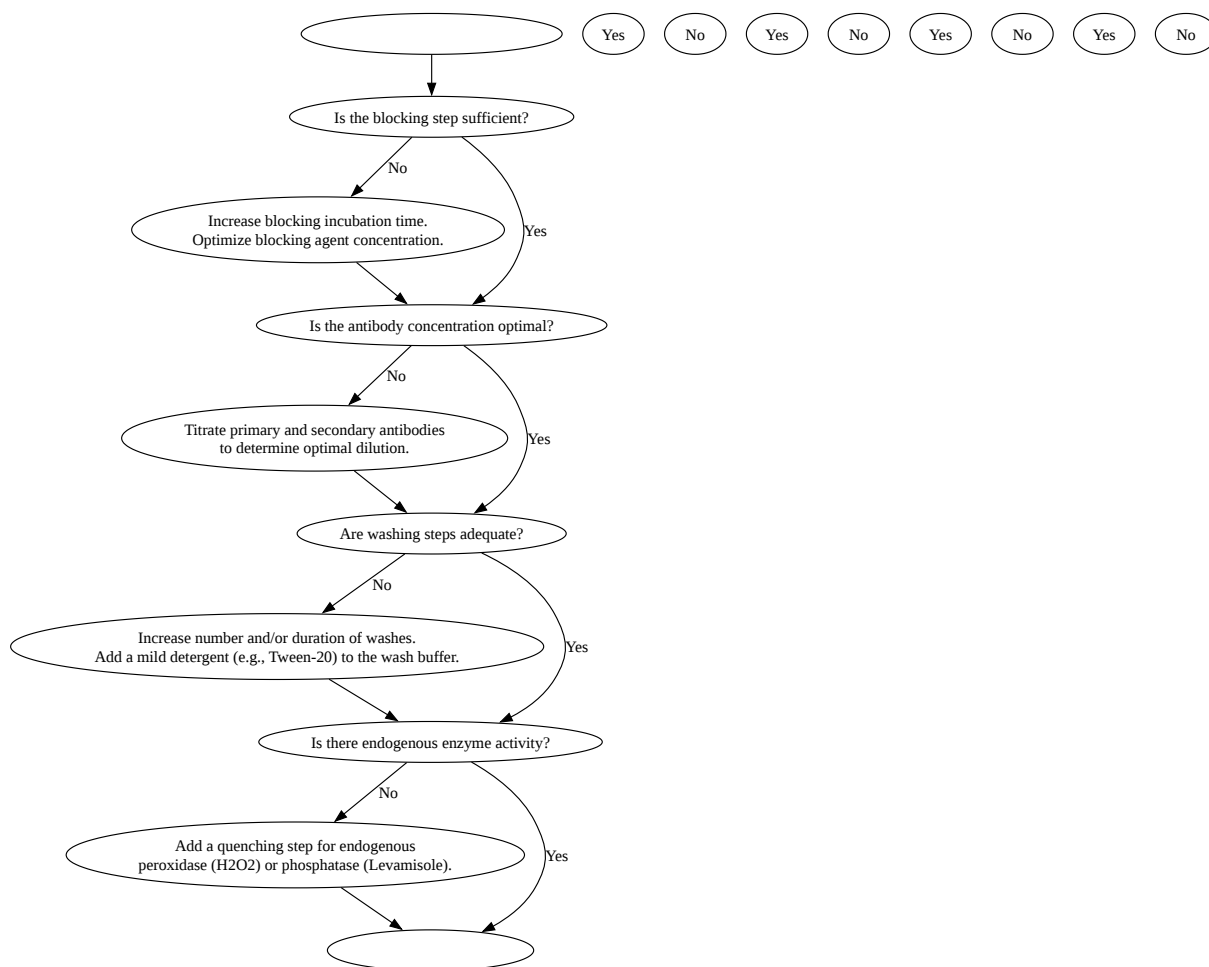 Yes
No
Yes
No
Yes
No
Yes
No
Is the blocking step sufficient?
No
Increase blocking incubation time.
Optimize blocking agent concentration.
Yes
Is the antibody concentration optimal?
No
Titrate primary and secondary antibodies
to determine optimal dilution.
Yes
Are washing steps adequate?
No
Increase number and/or duration of washes.
Add a mild detergent (e.g., Tween-20) to the wash buffer.
Yes
Is there endogenous enzyme activity?
No
Add a quenching step for endogenous
peroxidase (H2O2) or phosphatase (Levamisole).
Yes